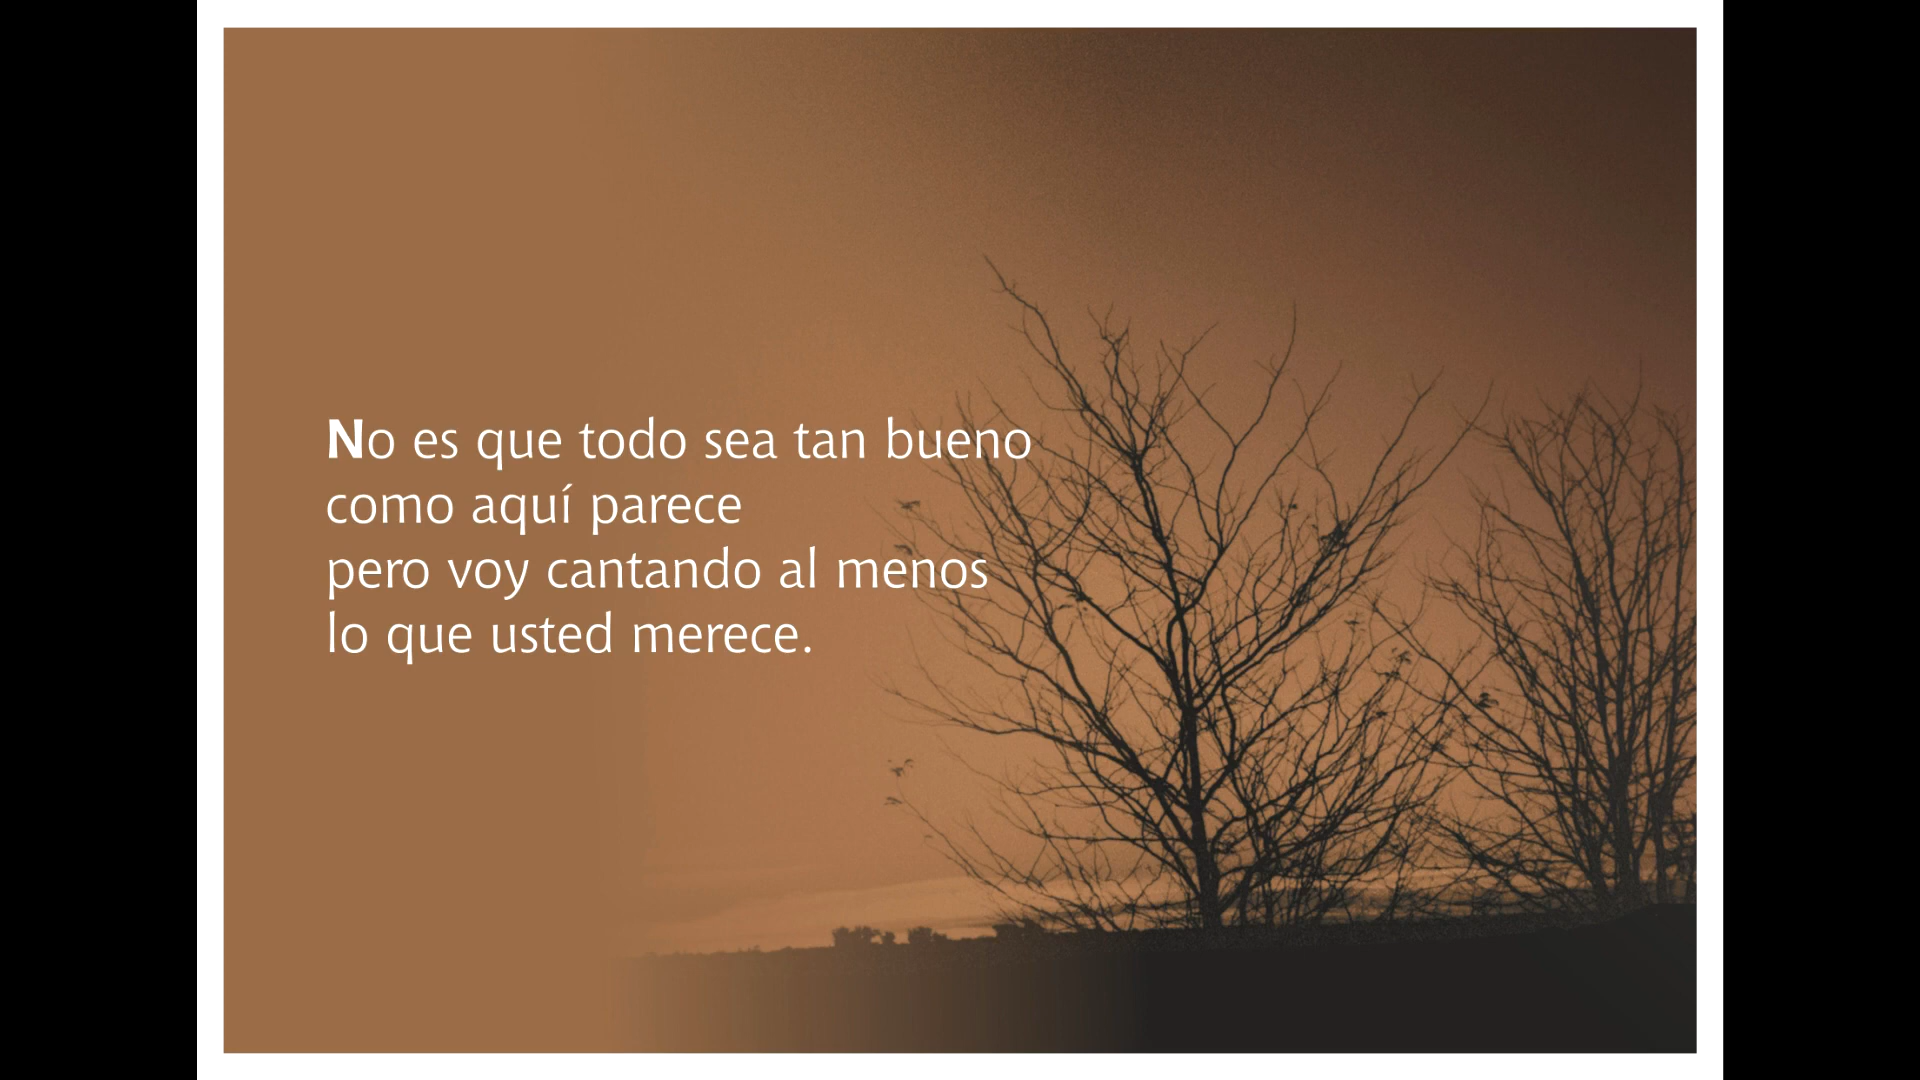 No es que todo sea tan bueno
como aquí parece
pero voy cantando al menos
lo que usted merece.